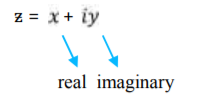 z = x + iy
real imaginary